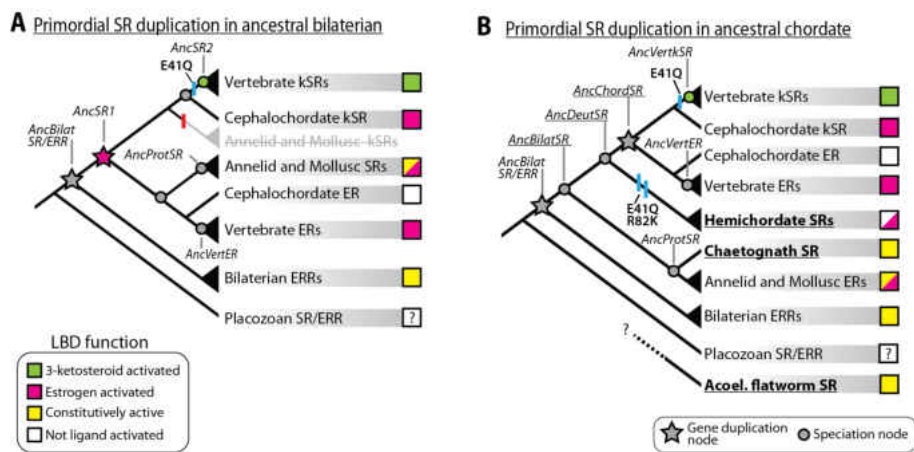 A Primordial SR duplication in ancestral bilaterian
AncSR2
E41Q
Vertebrate kSRs
AncSR1
Cephalochordate kSR
AncBilat
SR/ERR
Annelid and Mollusc kSRs
AncProtSR
Annelid and Mollusc SRs
Cephalochordate ER
Vertebrate ERs
AncVertER
Bilaterian ERRs
Placozoan SR/ERR
?
LBD function
3-ketosteroid activated
Estrogen activated
Constitutively active
Not ligand activated
B Primordial SR duplication in ancestral chordate
AncVertkSR
E41Q
Vertebrate kSRs
AncChordSR
Cephalochordate kSR
AncDeutSR
AncVertER
Cephalochordate ER
AncBilatSR
AncBilat
SR/ERR
Vertebrate ERs
E41Q
R82K
Hemichordate SRs
AncProtSR
Chaetognath SR
Annelid and Mollusc ERs
Bilaterian ERRs
?
Placozoan SR/ERR
?
Acoel. flatworm SR
Gene duplication
node
Speciation node